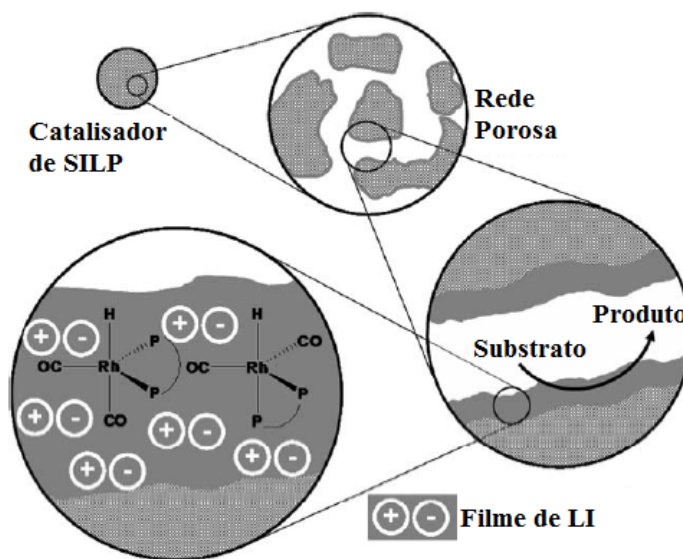 Catalisador
de SILP
Rede
Porosa
Produto
Substrato
H
P
OC
Rh
P
CO
H
CO
OC
Rh
P
P
+ -
+ -
+ -
+ -
+ -
+ -
+ - Filme de LI